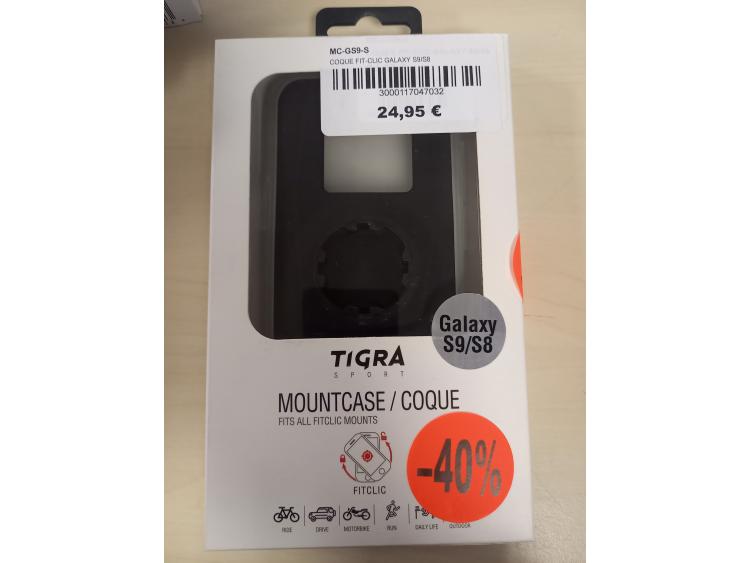 MC-GS9-S
COQUE FIT-CLIC GALAXY S9/S8
3000117047032
24,95 €
Galaxy
S9/S8
TIGRA
SPORT
MOUNTCASE / COQUE
FITS ALL FITCLIC MOUNTS
FITCLIC
-40%
RIDE DRIVE MOTORBIKE RUN DAILY LIFE OUTDOOR